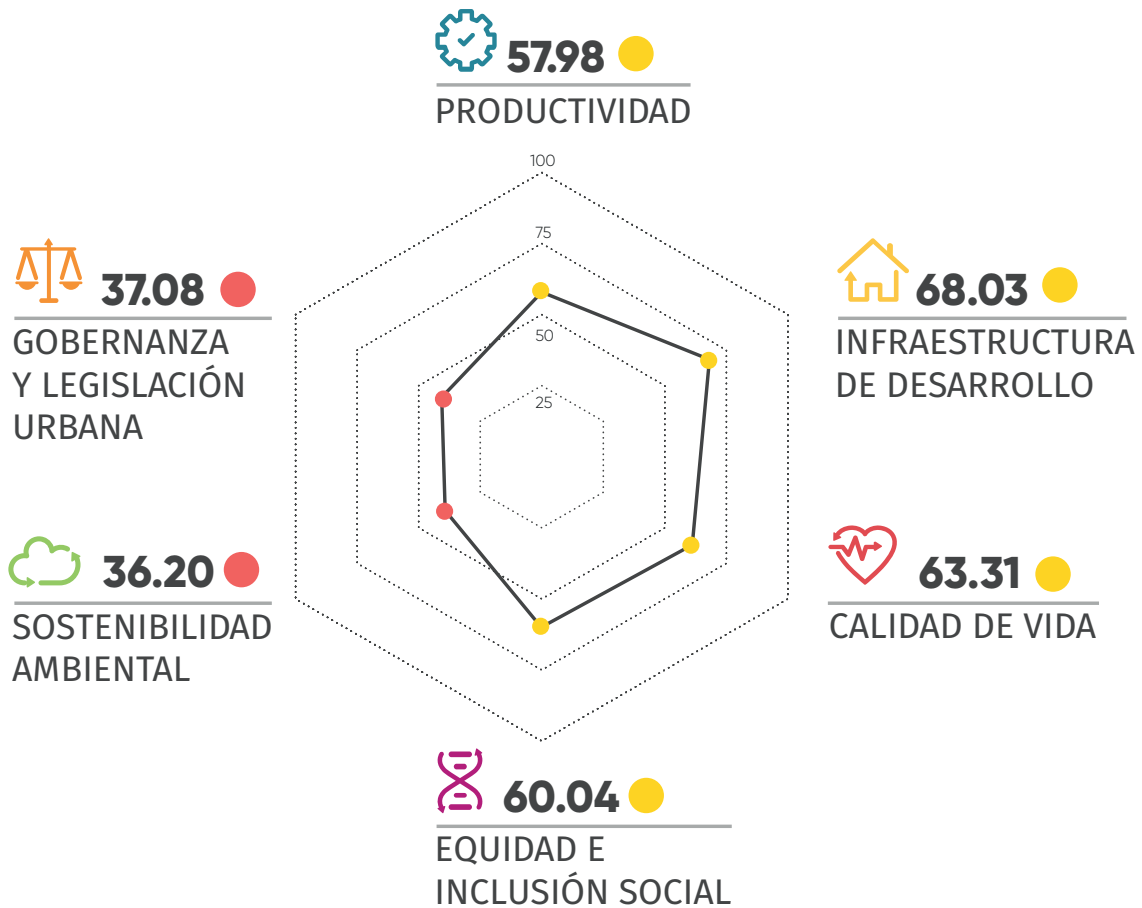 57.98
PRODUCTIVIDAD
100
75
50
25
37.08
GOBERNANZA
Y LEGISLACIÓN
URBANA
68.03
INFRAESTRUCTURA
DE DESARROLLO
36.20
SOSTENIBILIDAD
AMBIENTAL
63.31
CALIDAD DE VIDA
60.04
EQUIDAD E
INCLUSIÓN SOCIAL